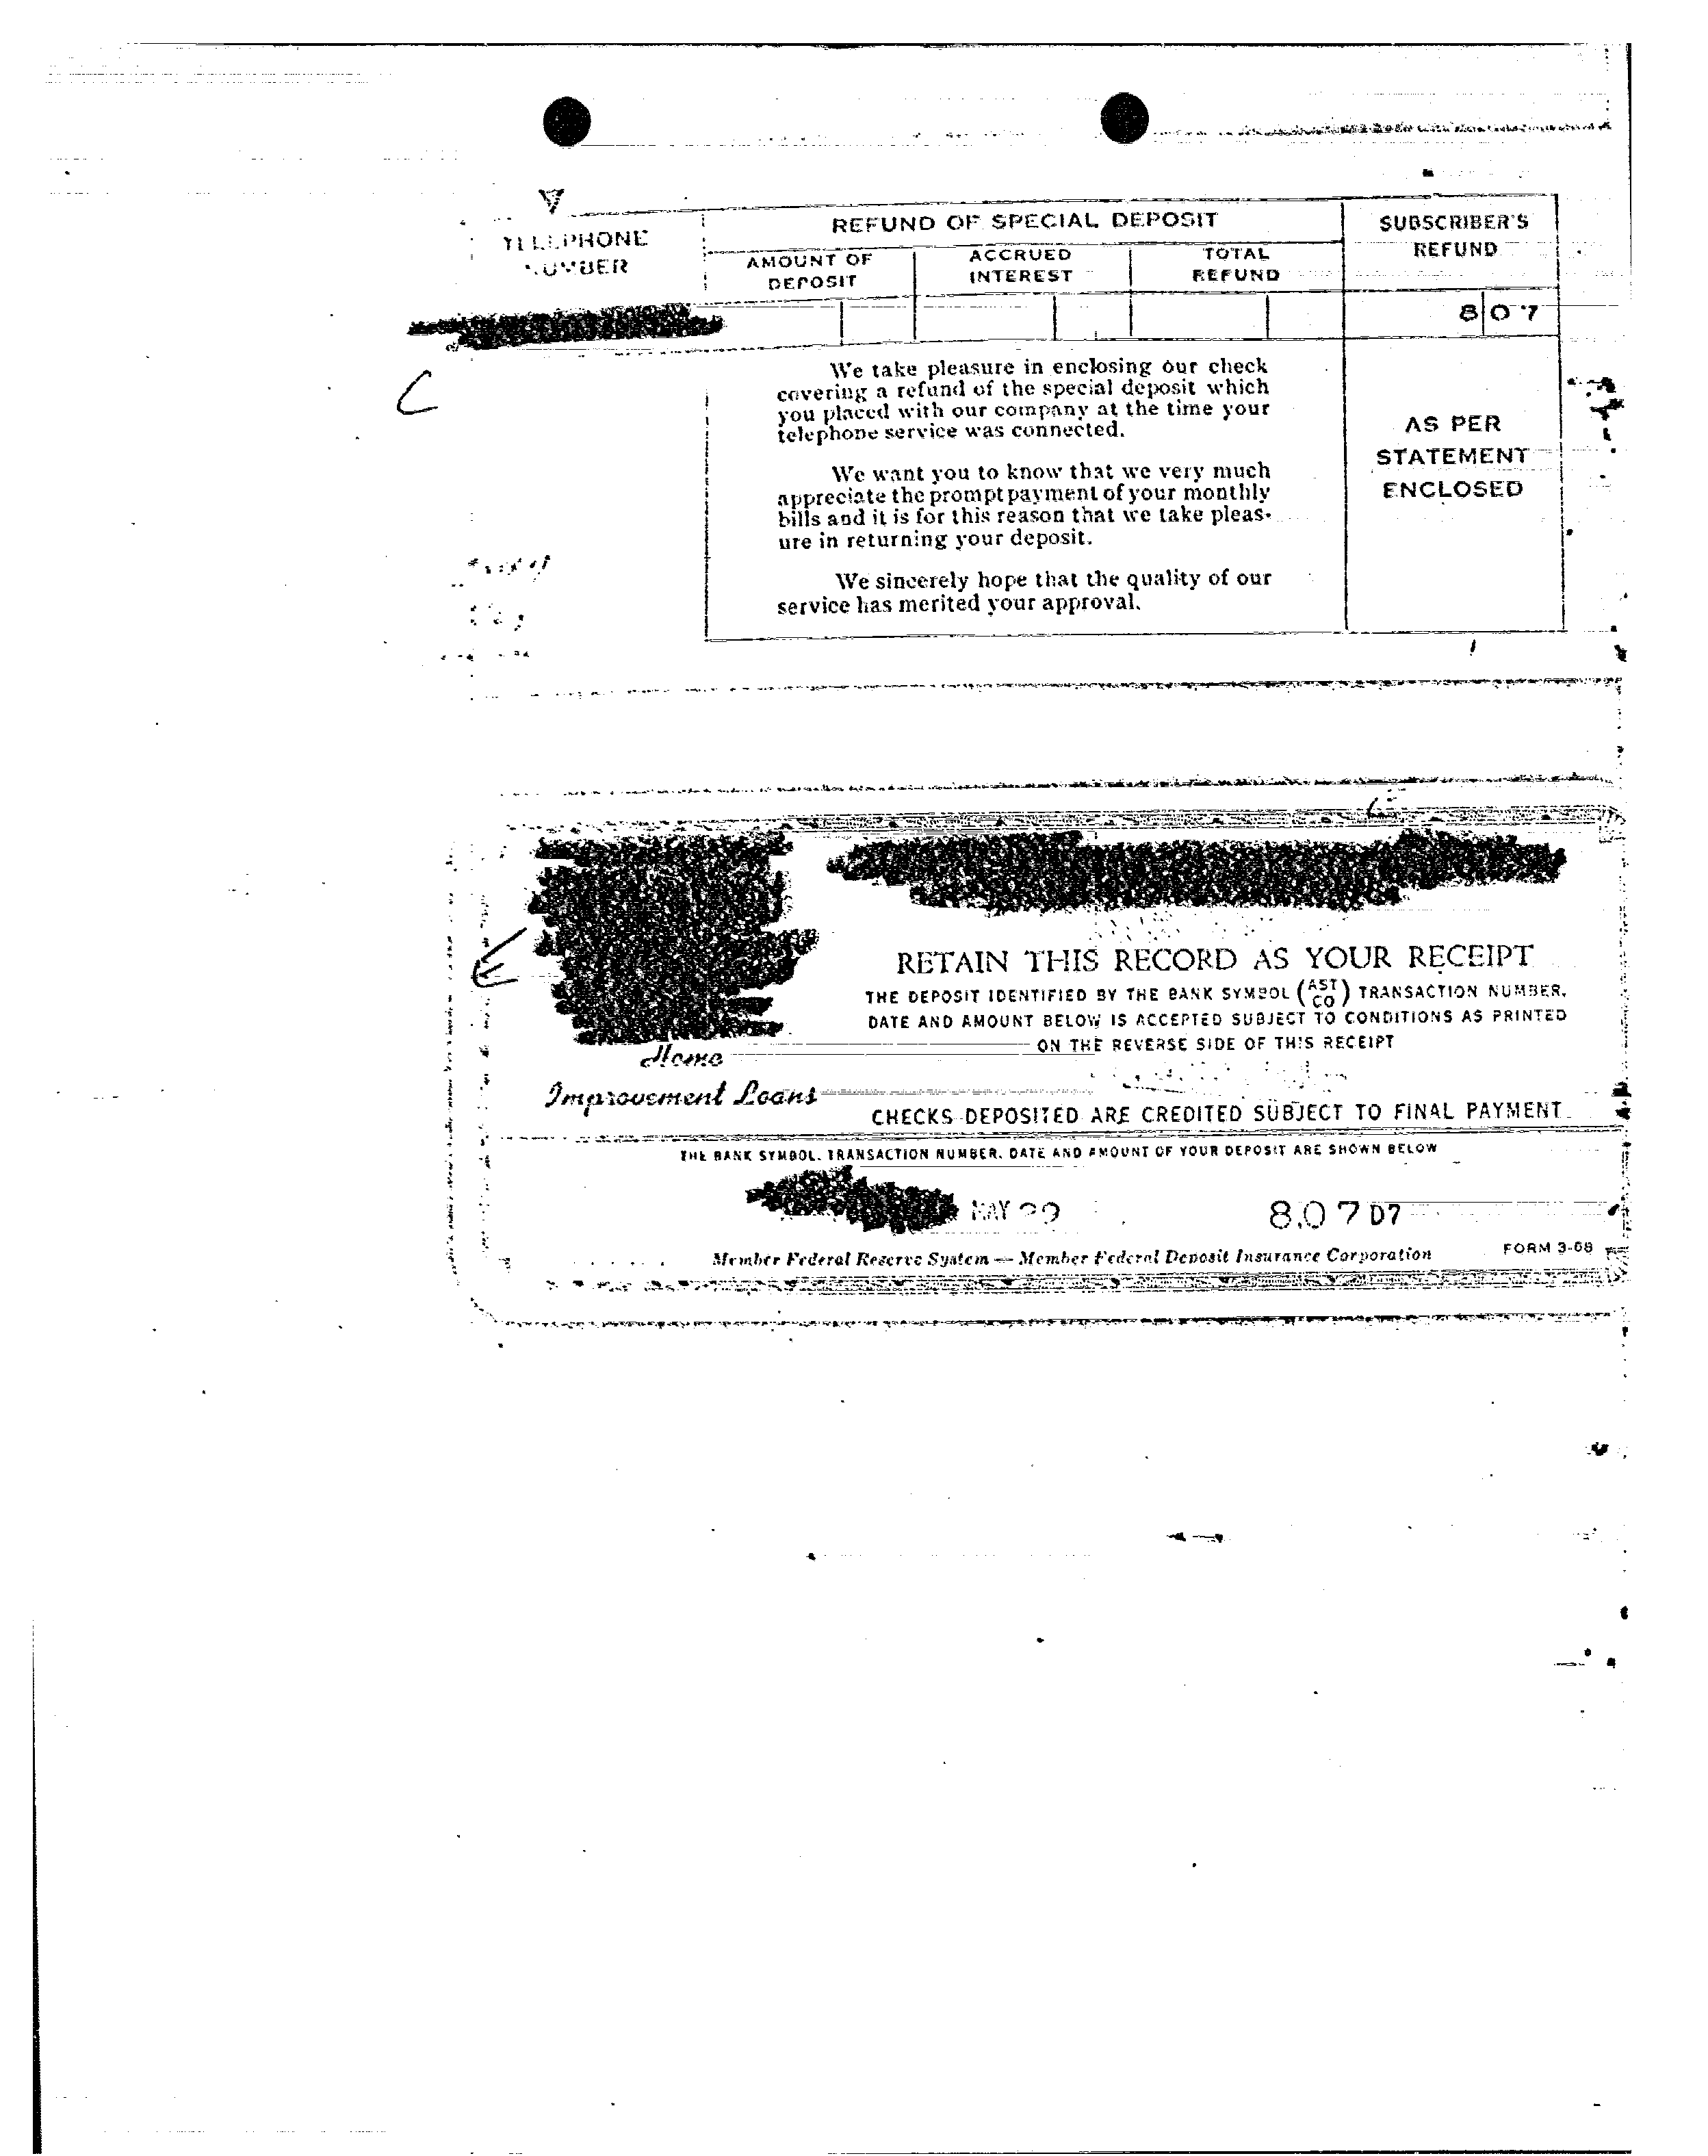 TELEPHONE
NUMBER
REFUND OF SPECIAL DEPOSIT
AMOUNT OF
DEPOSIT
ACCRUED
INTEREST
TOTAL
REFUND
SUBSCRIBER'S
REFUND
8 07
We take pleasure in enclosing our check
covering a refund of the special deposit which
you placed with our company at the time your
telephone service was connected.
We want you to know that we very much
appreciate the prompt payment of your monthly
bills and it is for this reason that we take pleas-
ure in returning your deposit.
We sincerely hope that the quality of our
service has merited your approval.
AS PER
STATEMENT
ENCLOSED
RETAIN THIS RECORD AS YOUR RECEIPT
THE DEPOSIT IDENTIFIED BY THE BANK SYMBOL (AST CO) TRANSACTION NUMBER,
DATE AND AMOUNT BELOW IS ACCEPTED SUBJECT TO CONDITIONS AS PRINTED
ON THE REVERSE SIDE OF THIS RECEIPT
Home
Improvement Loans
CHECKS DEPOSITED ARE CREDITED SUBJECT TO FINAL PAYMENT
THE BANK SYMBOL, TRANSACTION NUMBER, DATE AND AMOUNT OF YOUR DEPOSIT ARE SHOWN BELOW
MAY 29 8.07 D7
Member Federal Reserve System — Member Federal Deposit Insurance Corporation
FORM 3-68